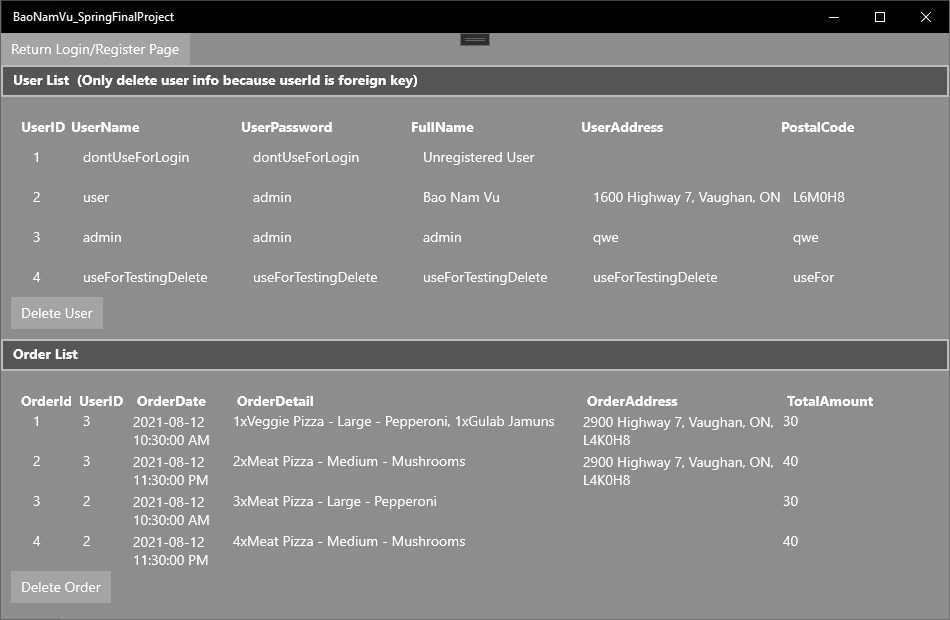 BaoNamVu_SpringFinalProject
Return Login/Register Page
User List  (Only delete user info because userId is foreign key)
UserID UserName UserPassword FullName UserAddress PostalCode
1 dontUseForLogin dontUseForLogin Unregistered User
2 user admin Bao Nam Vu 1600 Highway 7, Vaughan, ON L6M0H8
3 admin admin admin qwe qwe
4 useForTestingDelete useForTestingDelete useForTestingDelete useForTestingDelete useFor
Delete User
Order List
OrderId UserID OrderDate OrderDetail OrderAddress TotalAmount
1 3 2021-08-12 1xVeggie Pizza - Large - Pepperoni, 1xGulab Jamuns 2900 Highway 7, Vaughan, ON, 30
10:30:00 AM L4K0H8
2 3 2021-08-12 2xMeat Pizza - Medium - Mushrooms 2900 Highway 7, Vaughan, ON, 40
11:30:00 PM L4K0H8
3 2 2021-08-12 3xMeat Pizza - Large - Pepperoni 30
10:30:00 AM
4 2 2021-08-12 4xMeat Pizza - Medium - Mushrooms 40
11:30:00 PM
Delete Order